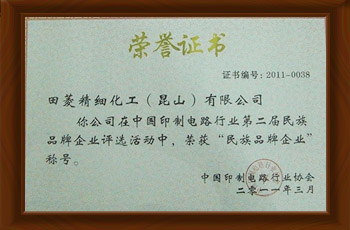 荣誉证书
证书编号：2011-0038
田菱精细化工（昆山）有限公司
你公司在中国印制电路行业第二届民族
品牌企业评选活动中，荣获“民族品牌企业”
称号。
中国印制电路行业协会
二零一一年三月